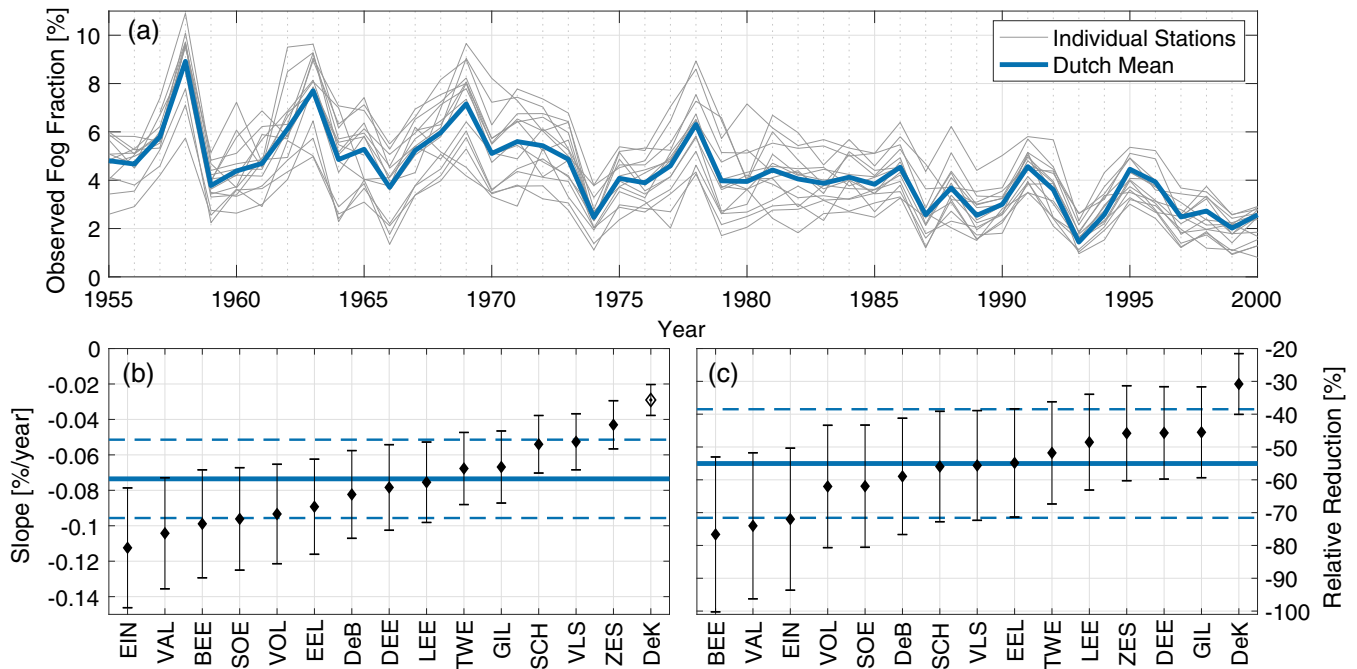 (a)
Individual Stations
Dutch Mean
Observed Fog Fraction [%]
10
8
6
4
2
0
1955 1960 1965 1970 1975 1980 1985 1990 1995 2000
Year
(b)
Slope [%/year]
0
-0.02
-0.04
-0.06
-0.08
-0.1
-0.12
-0.14
EIN VAL BEE SOE VOL EEL DeB DEE LEE TWE GIL SCH VLS ZES DeK
(c)
-20
-30
-40
-50
-60
-70
-80
-90
-100
Relative Reduction [%]
BEE VAL EIN VOL SOE DeB SCH VLS EEL TWE LEE ZES DEE GIL DeK